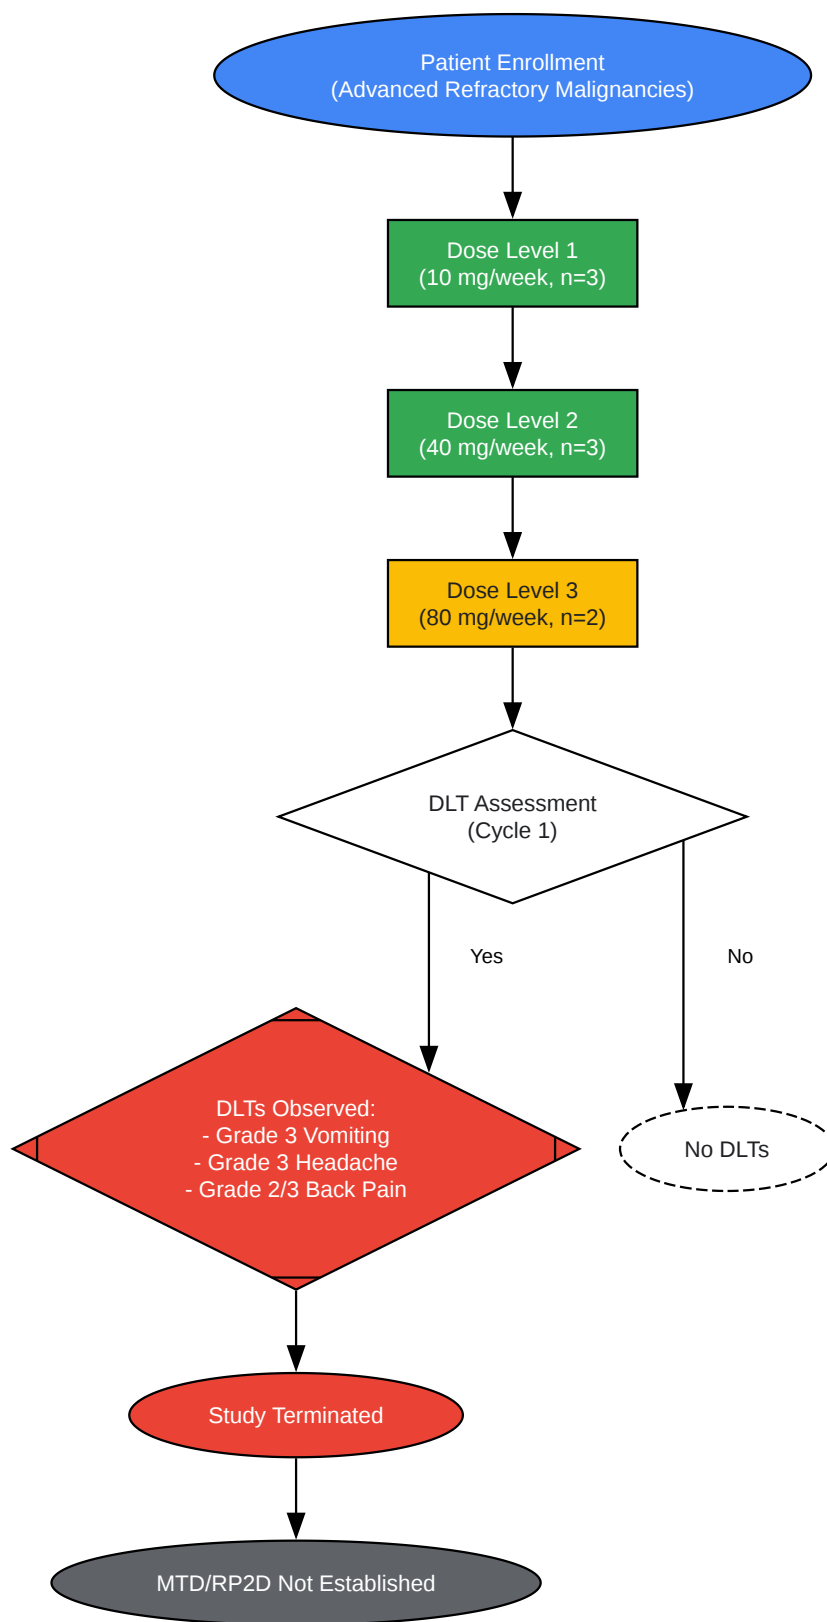 Patient Enrollment
(Advanced Refractory Malignancies)
Dose Level 1
(10 mg/week, n=3)
Dose Level 2
(40 mg/week, n=3)
Dose Level 3
(80 mg/week, n=2)
DLT Assessment
(Cycle 1)
Yes
No
DLTs Observed:
- Grade 3 Vomiting
- Grade 3 Headache
- Grade 2/3 Back Pain
No DLTs
Study Terminated
MTD/RP2D Not Established